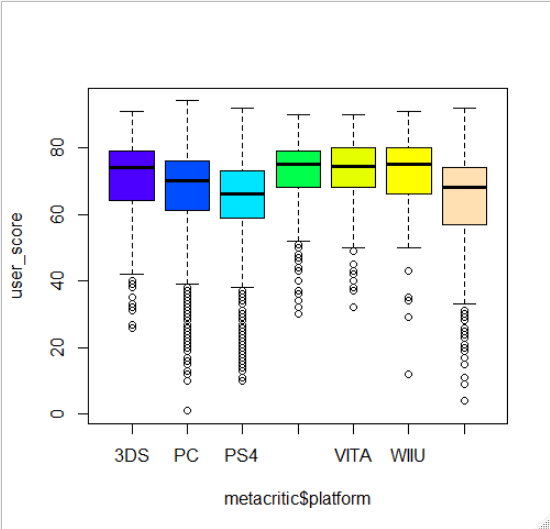 user_score
80
60
40
20
0
3DS PC PS4 VITA WIIU
metacritic$platform